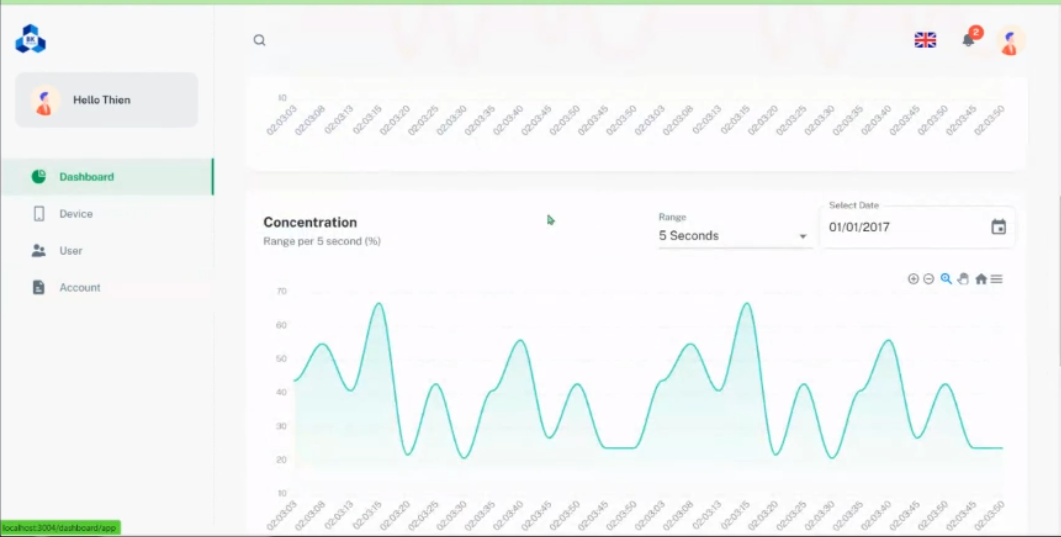 BK
2
Hello Thien
Dashboard
Device
User
Account
10
02:03:03 02:03:08 02:03:13 02:03:15 02:03:20 02:03:25 02:03:30 02:03:35 02:03:40 02:03:45 02:03:50 02:03:45 02:03:50 02:03:03 02:03:08 02:03:13 02:03:15 02:03:20 02:03:25 02:03:30 02:03:35 02:03:40 02:03:45 02:03:50 02:03:45 02:03:50
Concentration
Range per 5 second (%)
Range
5 Seconds
Select Date
01/01/2017
70
60
50
40
30
20
10
02:03:03 02:03:08 02:03:13 02:03:15 02:03:20 02:03:25 02:03:30 02:03:35 02:03:40 02:03:45 02:03:50 02:03:45 02:03:50 02:03:03 02:03:08 02:03:13 02:03:15 02:03:20 02:03:25 02:03:30 02:03:35 02:03:40 02:03:45 02:03:50 02:03:45 02:03:50
localhost:3004/dashboard/app